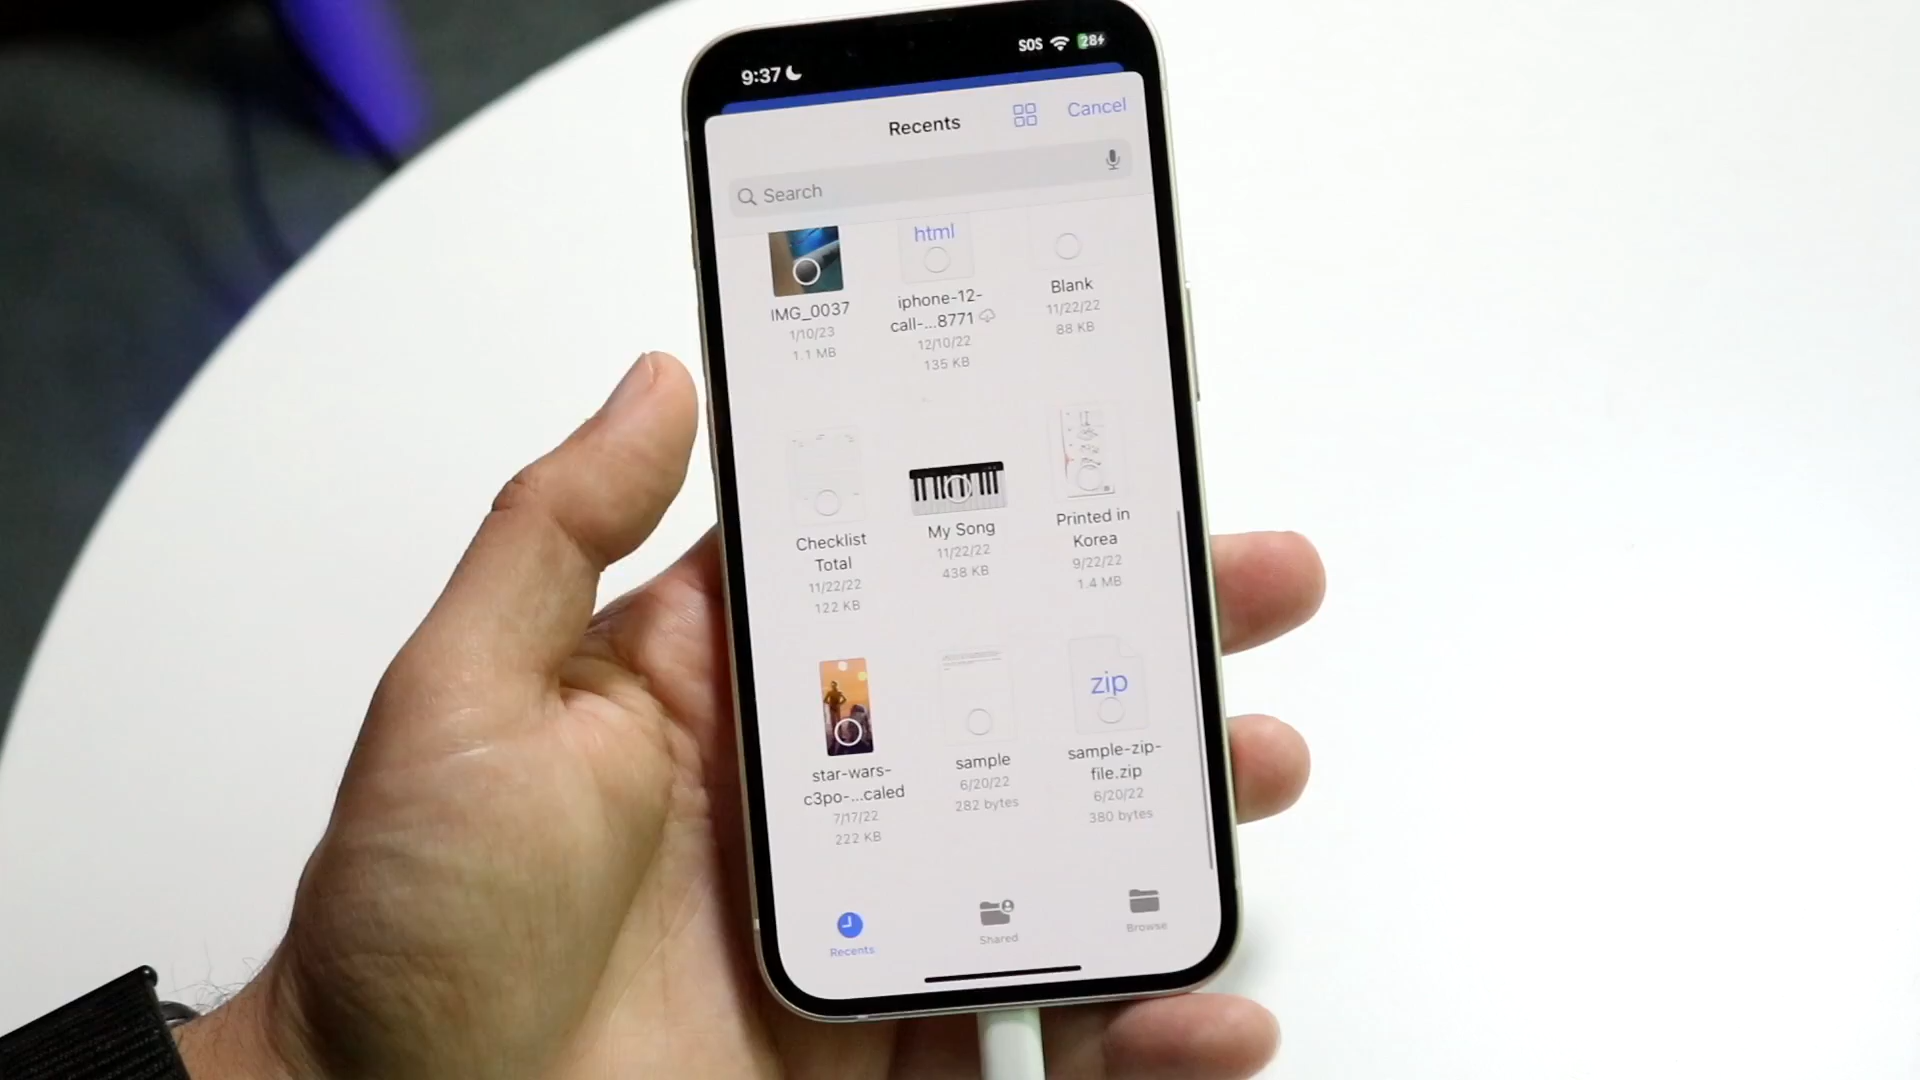 9:37
SOS
28
Recents
Cancel
Search
html
IMG_0037
1/10/23
1.1 MB
iphone-12-
call-...8771
12/10/22
135 KB
Blank
11/22/22
88 KB
Checklist
Total
11/22/22
122 KB
My Song
11/22/22
438 KB
Printed in
Korea
9/22/22
1.4 MB
star-wars-
c3po-...caled
7/17/22
222 KB
sample
6/20/22
282 bytes
zip
sample-zip-
file.zip
6/20/22
380 bytes
Recents
Shared
Browse